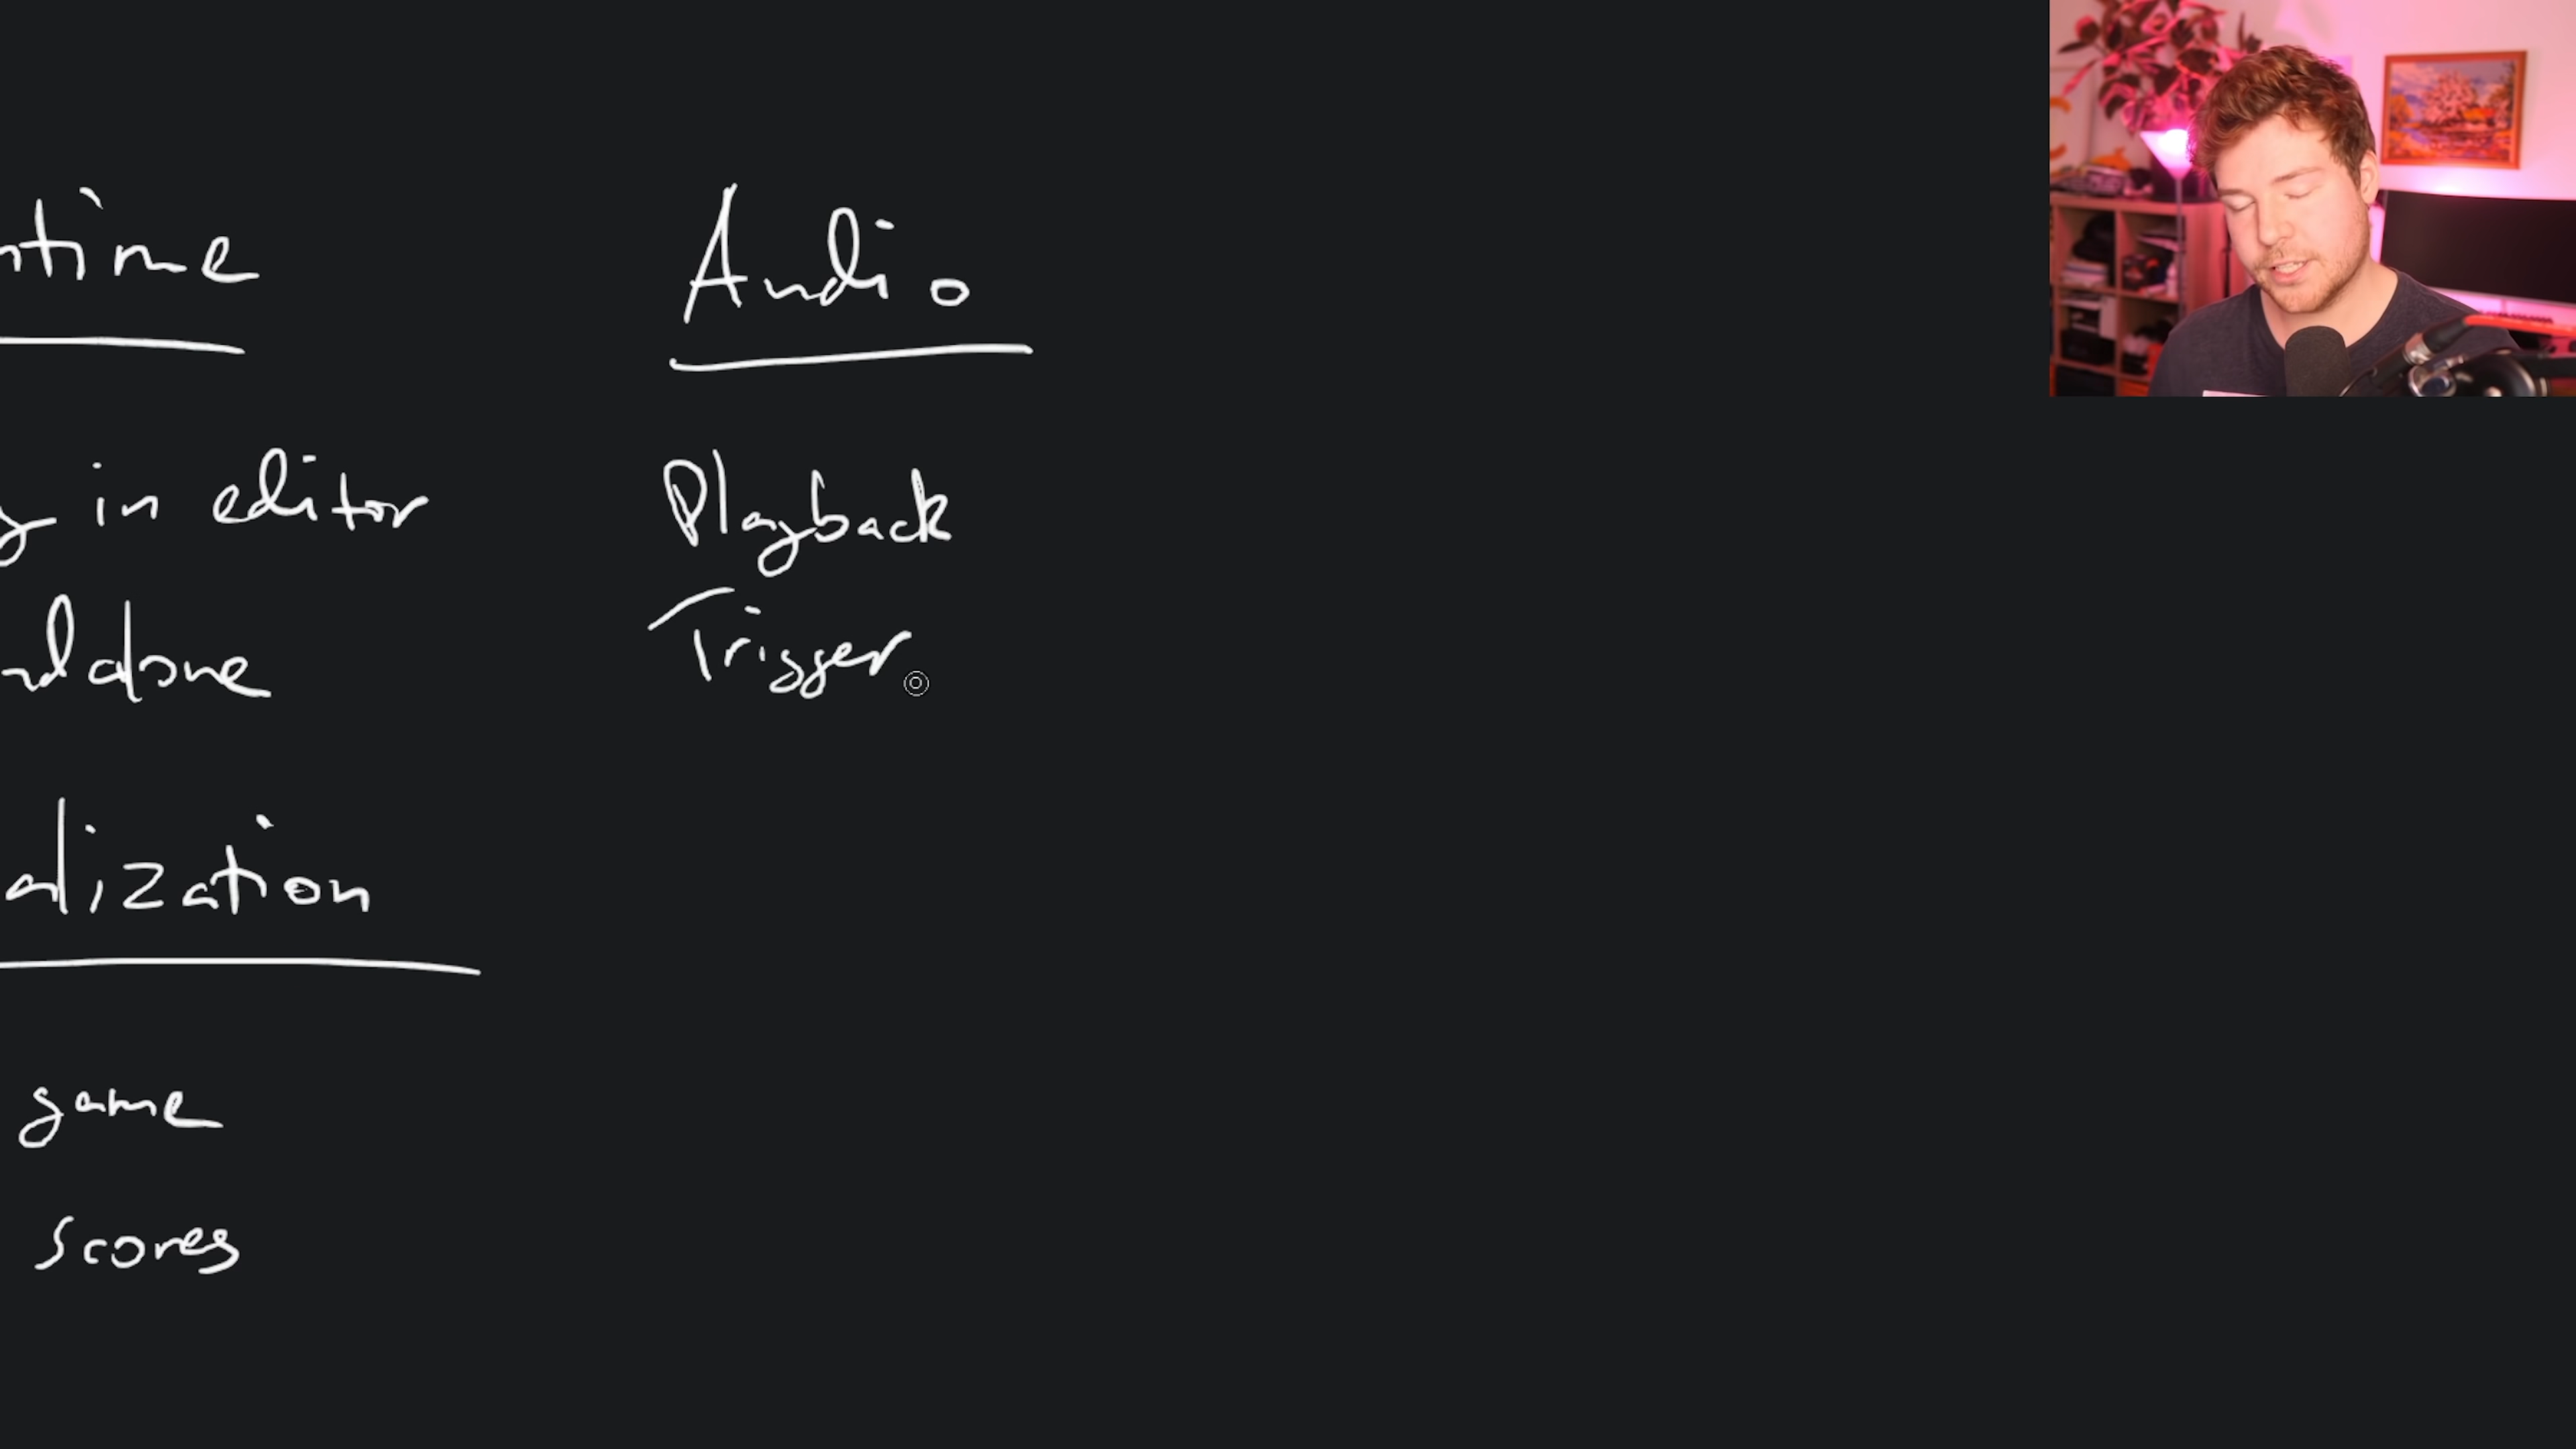 ntime
in editor
ndalone
alization
game
scores
Audio
Playback
Trigger